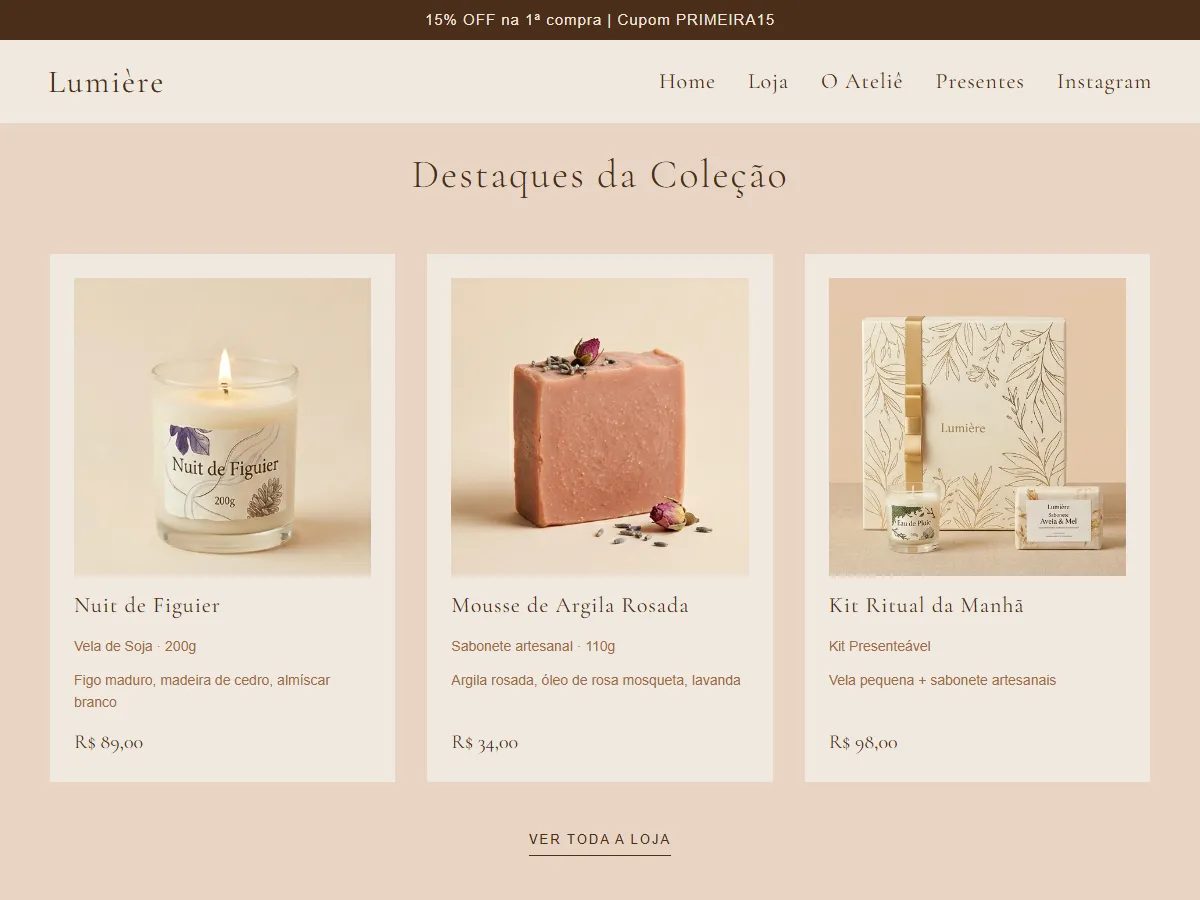 15% OFF na 1ª compra | Cupom PRIMEIRA15
Lumière
Home Loja O Ateliê Presentes Instagram
Destaques da Coleção
Nuit de Figuier
200g
Lumière
Eau de Pluie
Lumière
Sabonete
Aveia & Mel
Nuit de Figuier
Vela de Soja · 200g
Figo maduro, madeira de cedro, almíscar
branco
R$ 89,00
Mousse de Argila Rosada
Sabonete artesanal · 110g
Argila rosada, óleo de rosa mosqueta, lavanda
R$ 34,00
Kit Ritual da Manhã
Kit Presenteável
Vela pequena + sabonete artesanais
R$ 98,00
VER TODA A LOJA